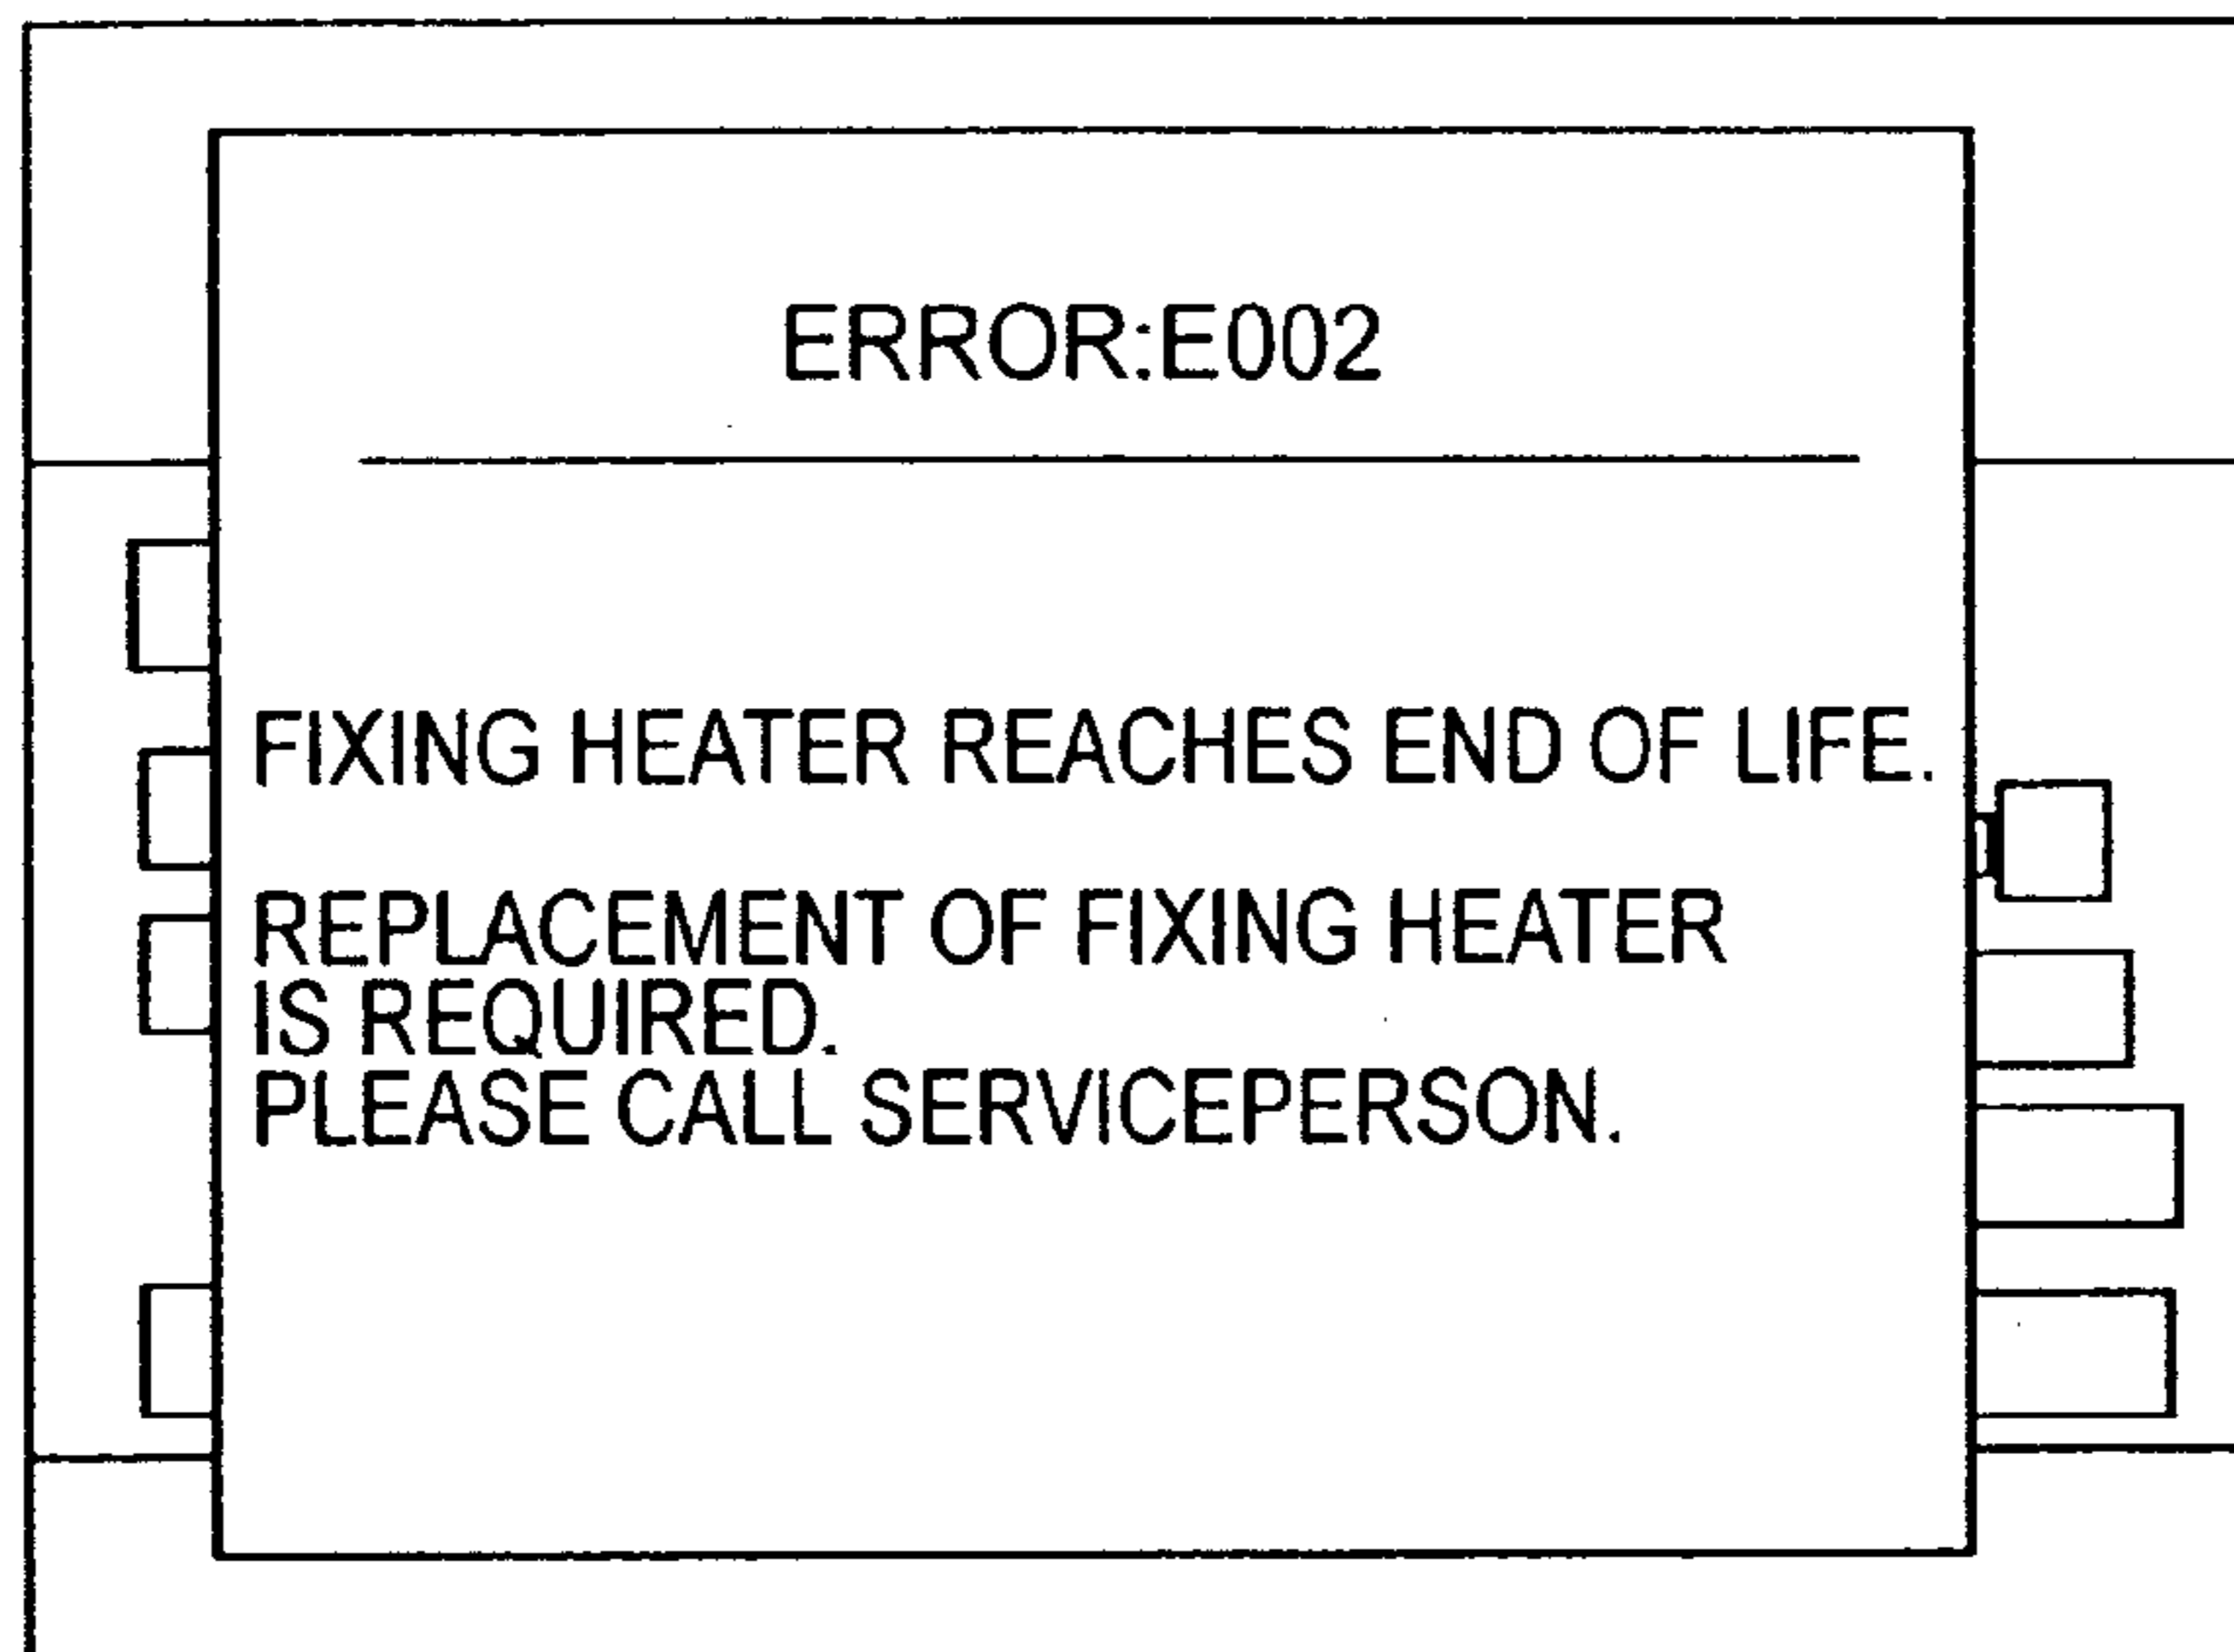 ERROR:E002
FIXING HEATER REACHES END OF LIFE.
REPLACEMENT OF FIXING HEATER
IS REQUIRED.
PLEASE CALL SERVICEPERSON.